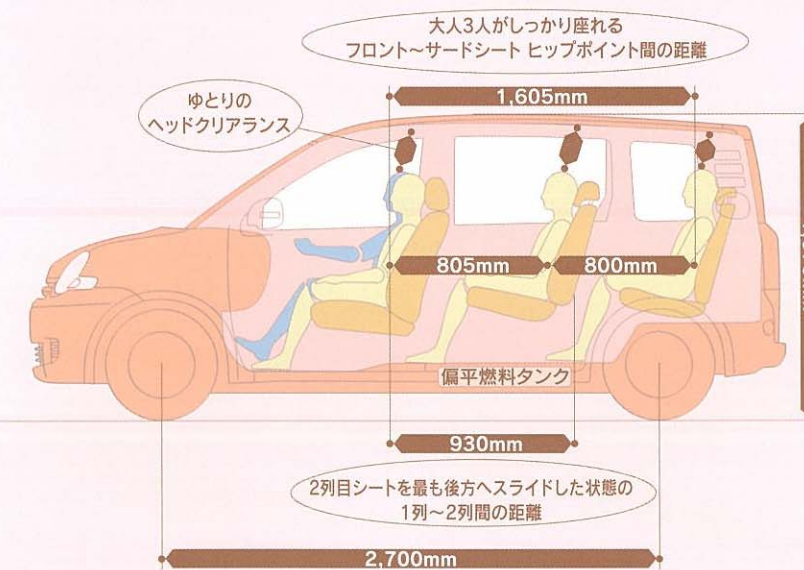 大人3人がしっかり座れる
フロント～サードシート ヒップポイント間の距離
1,605mm
ゆとりの
ヘッドクリアランス
805mm
800mm
偏平燃料タンク
930mm
2列目シートを最も後方へスライドした状態の
1列～2列間の距離
2,700mm